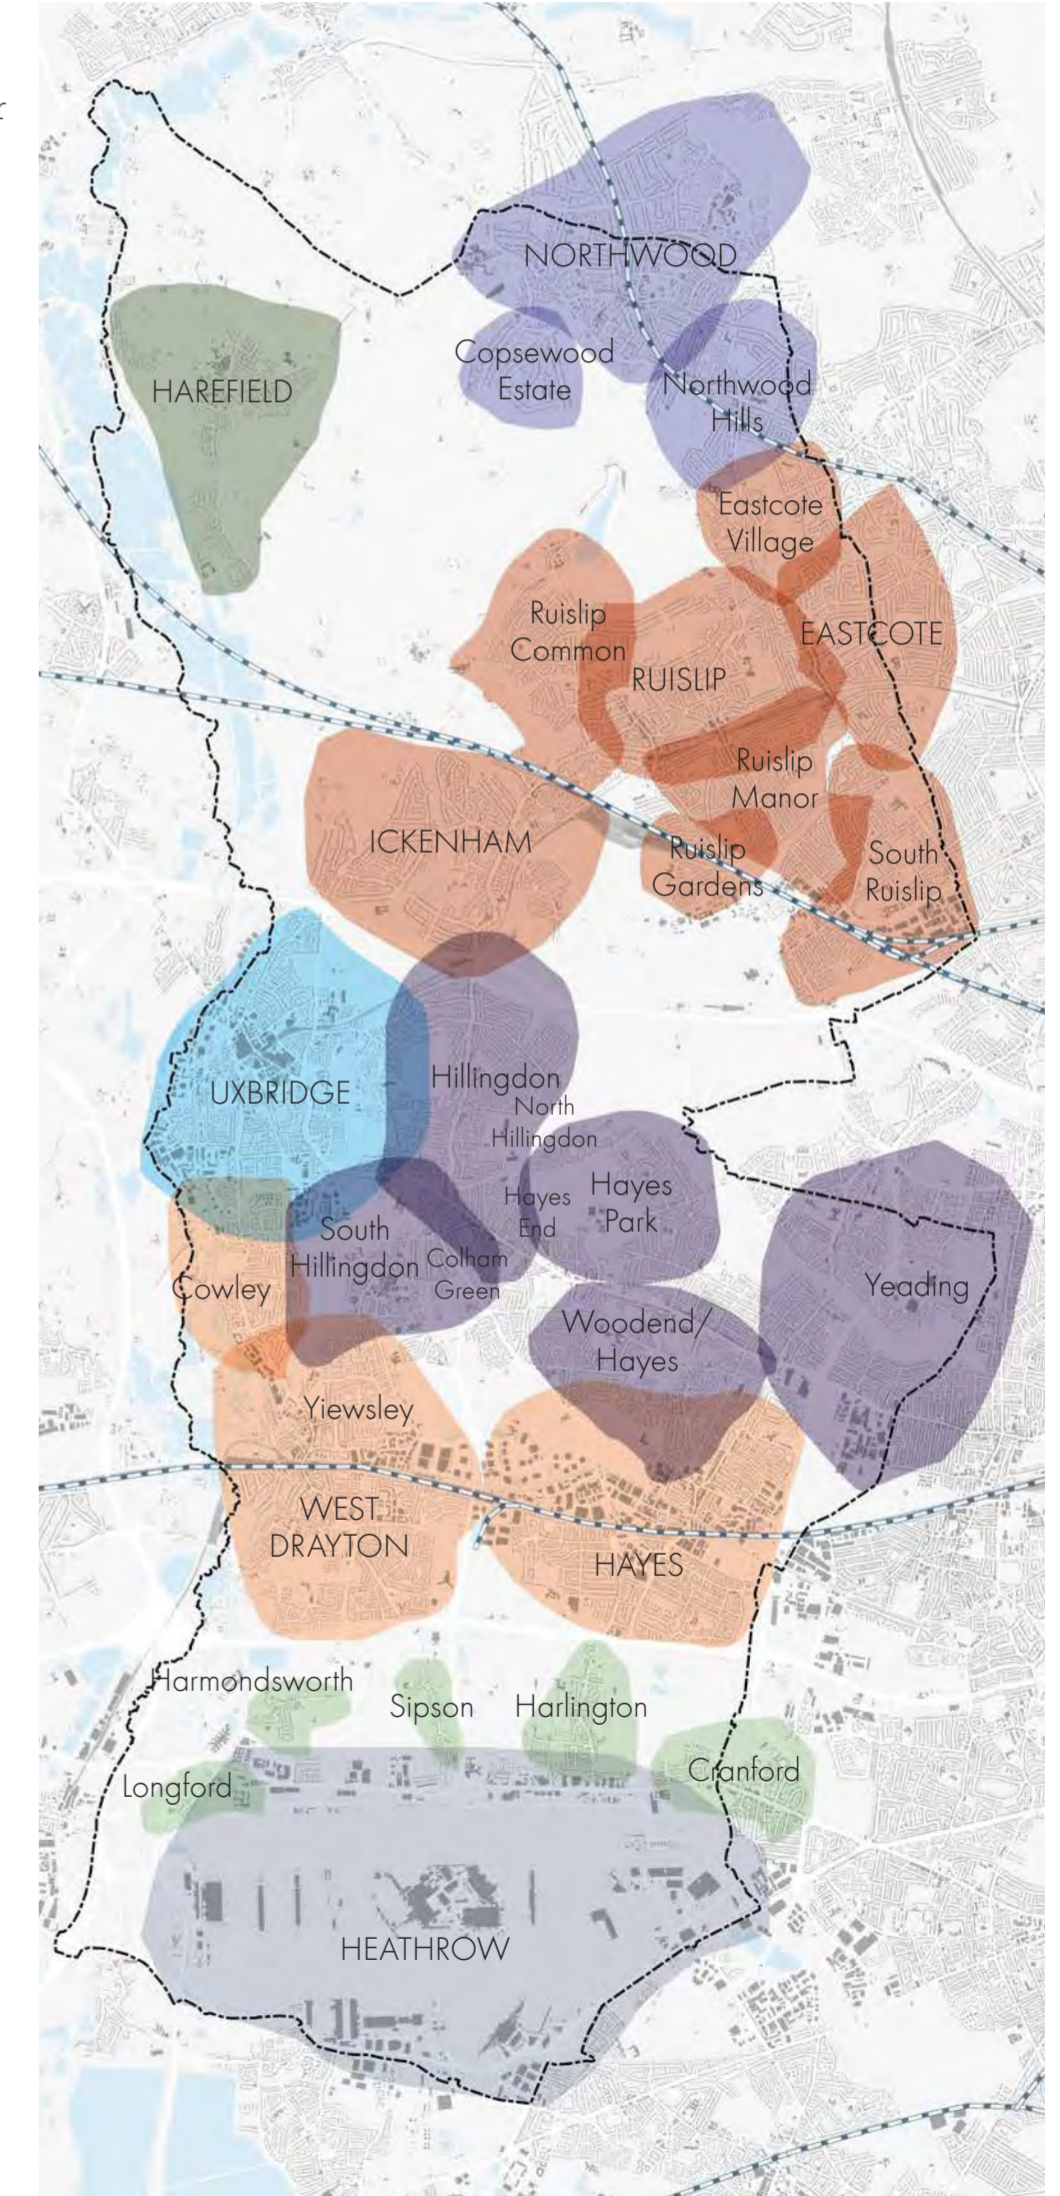 NORTHWOOD
Copsewood
Estate
Northwood
Hills
HAREFIELD
Eastcote
Village
Ruislip
Common
EASTCOTE
RUISLIP
Ruislip
Manor
ICKENHAM
Ruislip
Gardens
South
Ruislip
UXBRIDGE
Hillingdon
North
Hillingdon
Hayes
End
Hayes
Park
South
Hillingdon
Colham
Green
Cowley
Yeading
Woodend/
Hayes
Yiewsley
WEST
DRAYTON
HAYES
Harmondsworth
Sipson
Harlington
Longford
Cranford
HEATHROW